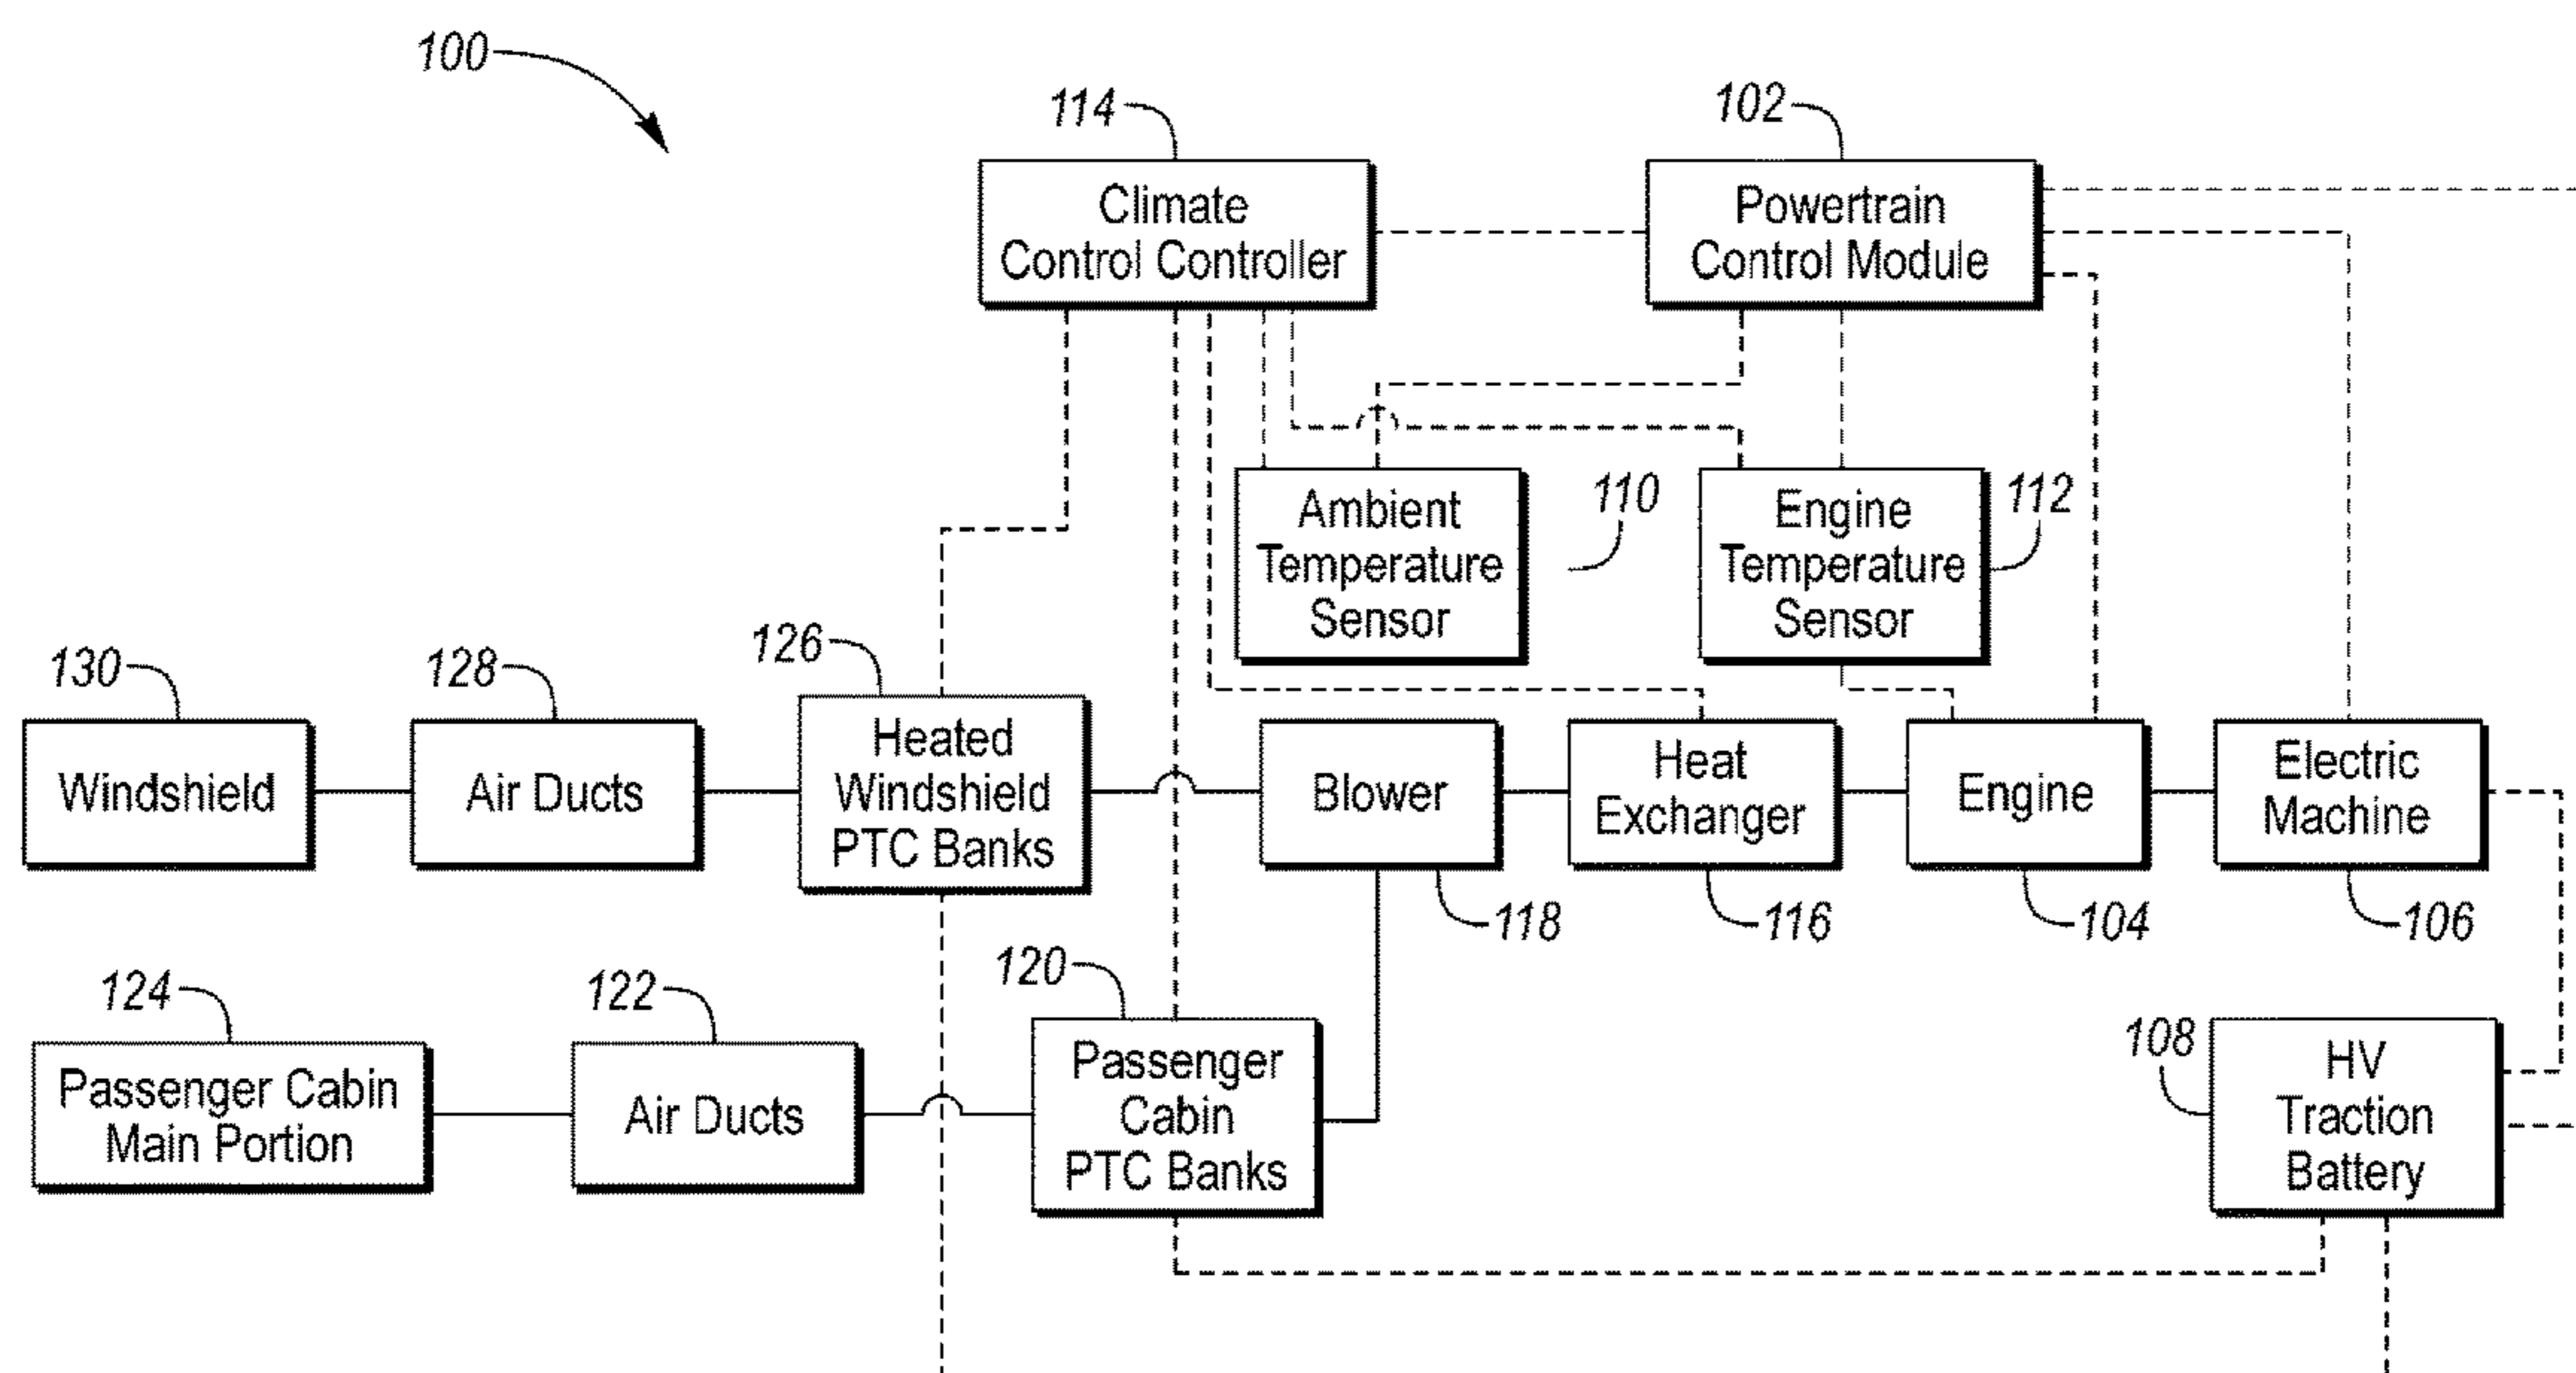 100
114
102
Climate
Control Controller
Powertrain
Control Module
110
112
Ambient
Temperature
Sensor
Engine
Temperature
Sensor
130
128
126
Windshield
Air Ducts
Heated
Windshield
PTC Banks
Blower
Heat
Exchanger
Engine
Electric
Machine
118
116
104
106
124
122
120
108
Passenger Cabin
Main Portion
Air Ducts
Passenger
Cabin
PTC Banks
HV
Traction
Battery